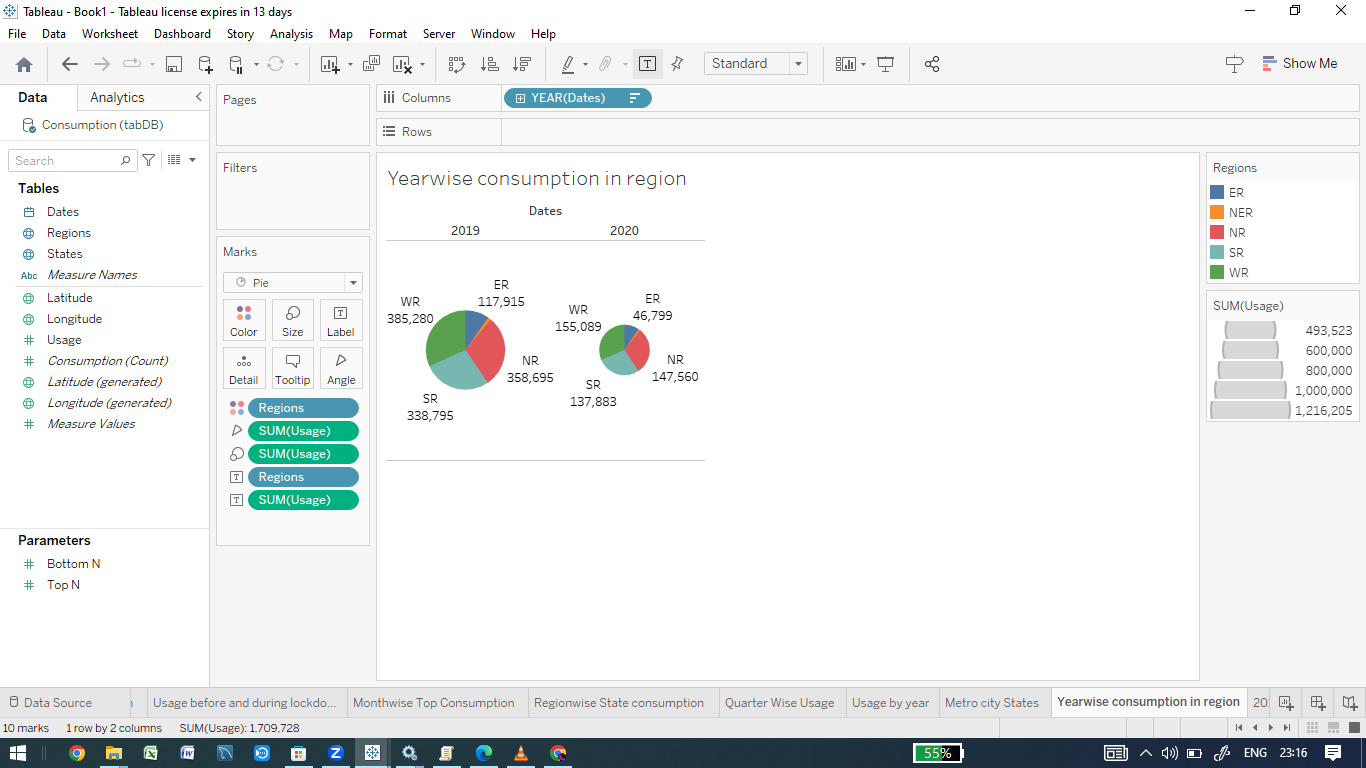 Tableau - Book1 - Tableau license expires in 13 days
File Data Worksheet Dashboard Story Analysis Map Format Server Window Help
Standard
Show Me
Data Analytics
Consumption (tabDB)
Search
Tables
Dates
Regions
States
Abc Measure Names
Latitude
Longitude
Usage
Consumption (Count)
Latitude (generated)
Longitude (generated)
Measure Values
Parameters
Bottom N
Top N
Pages
Filters
Marks
Pie
Color Size Label
Detail Tooltip Angle
Regions
SUM(Usage)
SUM(Usage)
Regions
SUM(Usage)
Columns YEAR(Dates)
Rows
Yearwise consumption in region
Dates
2019 2020
ER
117,915
WR
385,280
NR
358,695
SR
338,795
ER
46,799
WR
155,089
NR
147,560
SR
137,883
Regions
ER
NER
NR
SR
WR
SUM(Usage)
493,523
600,000
800,000
1,000,000
1,216,205
Data Source Usage before and during lockdo... Monthwise Top Consumption Regionwise State consumption Quarter Wise Usage Usage by year Metro city States Yearwise consumption in region 20
10 marks 1 row by 2 columns SUM(Usage): 1,709,728
55% ENG 23:16